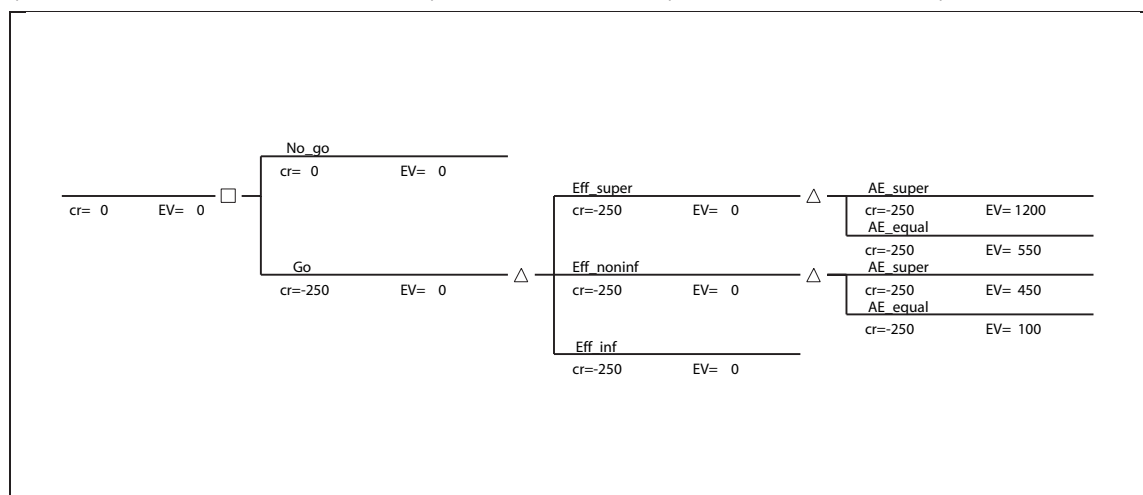 No_go
cr= 0 EV= 0
cr= 0 EV= 0
Go
cr=-250 EV= 0
Eff_super
cr=-250 EV= 0
Eff_noninf
cr=-250 EV= 0
Eff_inf
cr=-250 EV= 0
AE_super
cr=-250 EV= 1200
AE_equal
cr=-250 EV= 550
AE_super
cr=-250 EV= 450
AE_equal
cr=-250 EV= 100